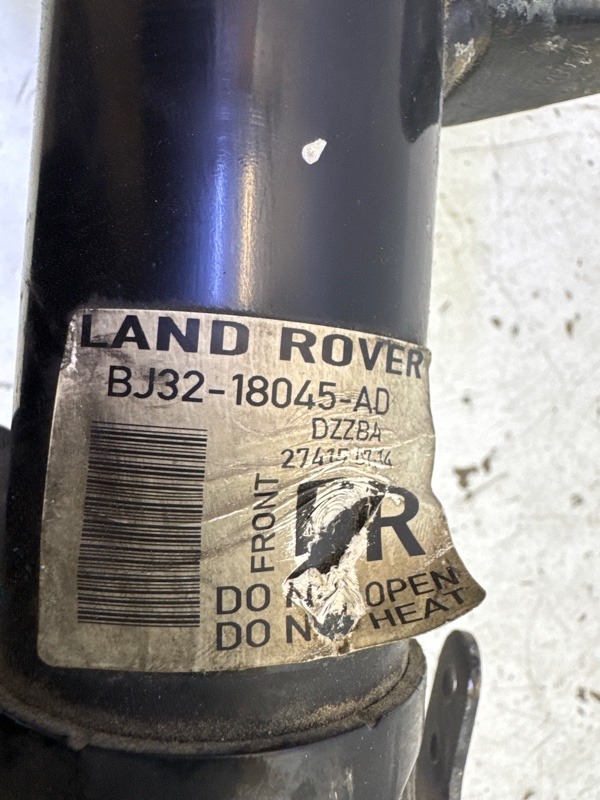 LAND ROVER
BJ32-18045-AD
DZZBA
FRONT
R
DO OPEN
DO HEAT